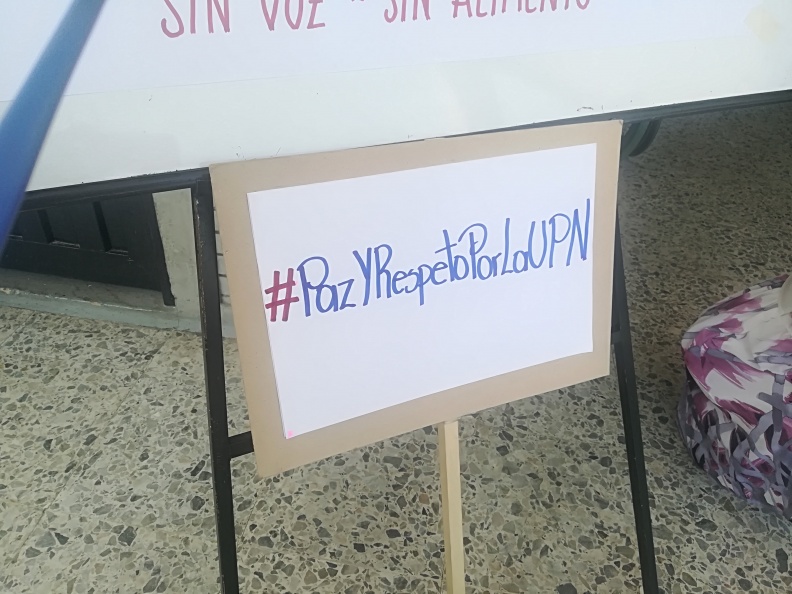 SIN VOZ ~ SIN ALIMENTO
#PazYRespetoPorLaUPN